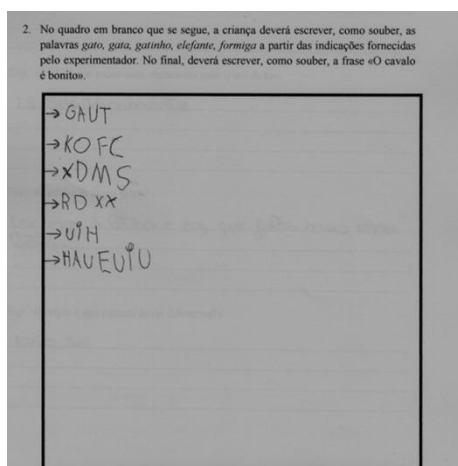 2. No quadro em branco que se segue, a criança deverá escrever, como souber, as
palavras gato, gata, gatinho, elefante, formiga a partir das indicações fornecidas
pelo experimentador. No final, deverá escrever, como souber, a frase «O cavalo
é bonito».
→ GAUT
→ KOFC
→ XDMS
→ RDXX
→ UiM
→ HAUEUiU